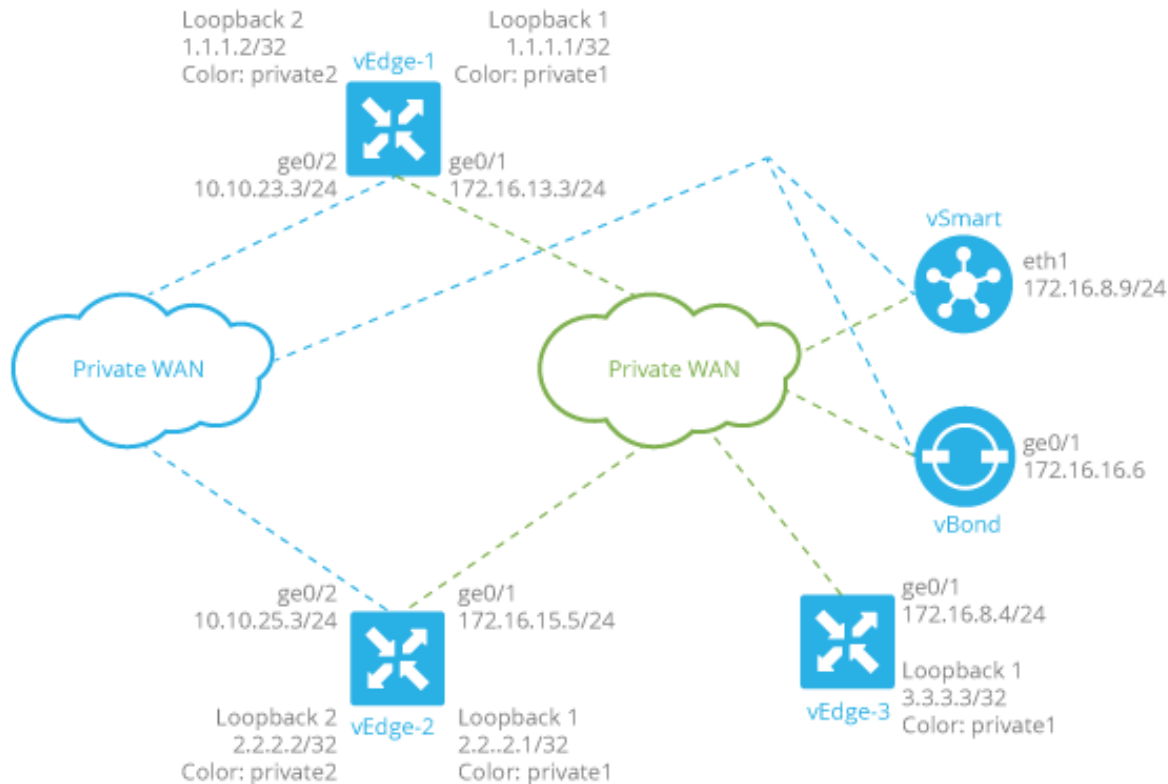 Loopback 2
1.1.1.2/32
Color: private2
vEdge-1
Loopback 1
1.1.1.1/32
Color: private1
ge0/2
10.10.23.3/24
ge0/1
172.16.13.3/24
vSmart
eth1
172.16.8.9/24
Private WAN
Private WAN
ge0/1
172.16.16.6
vBond
ge0/2
10.10.25.3/24
ge0/1
172.16.15.5/24
ge0/1
172.16.8.4/24
Loopback 2
2.2.2.2/32
Color: private2
vEdge-2
Loopback 1
2.2..2.1/32
Color: private1
vEdge-3
Loopback 1
3.3.3.3/32
Color: private1